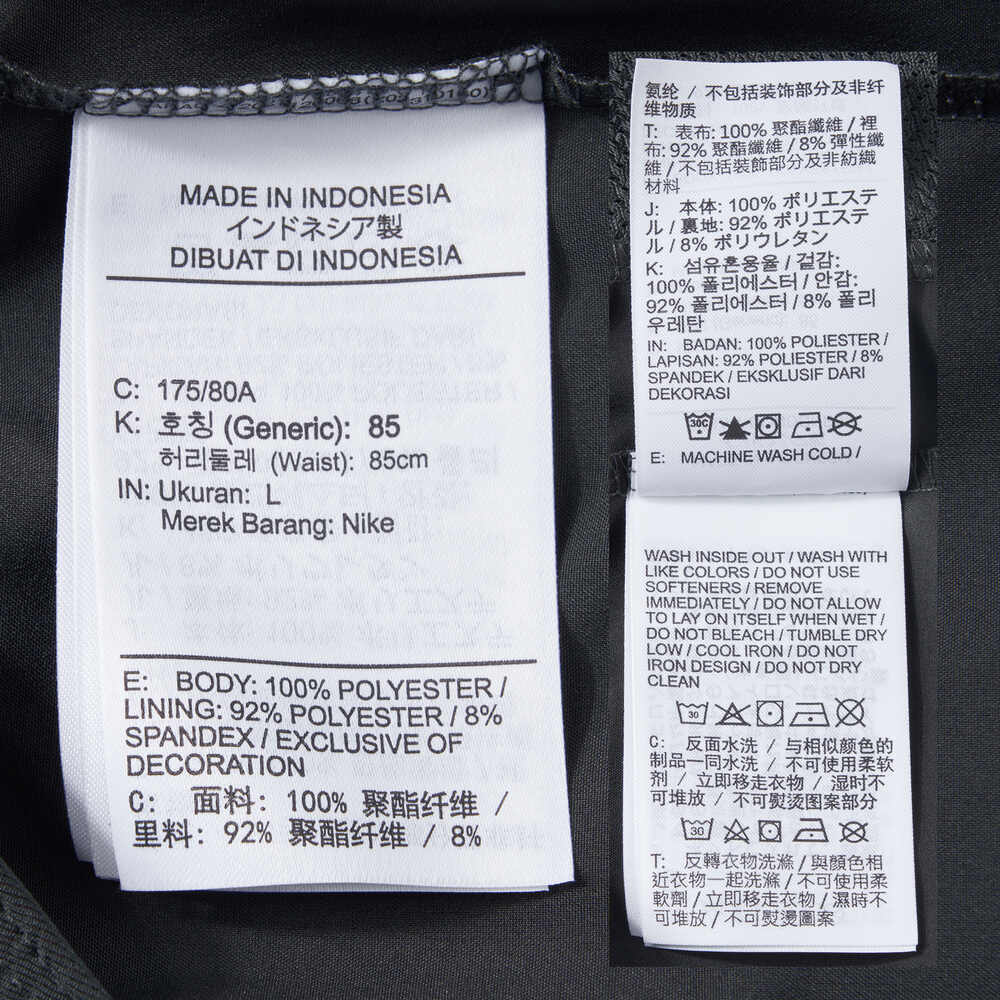 MADE IN INDONESIA
インドネシア製
DIBUAT DI INDONESIA
C: 175/80A
K: 호칭 (Generic): 85
허리둘레 (Waist): 85cm
IN: Ukuran: L
Merek Barang: Nike
E: BODY: 100% POLYESTER /
LINING: 92% POLYESTER / 8%
SPANDEX / EXCLUSIVE OF
DECORATION
C: 面料: 100% 聚酯纤维 /
里料: 92% 聚酯纤维 / 8%
氨纶 / 不包括装饰部分及非纤
维物质
T: 表布: 100% 聚酯纖維 / 裡
布: 92% 聚酯纖維 / 8% 彈性纖
維 / 不包括裝飾部分及非紡織
材料
J: 本体: 100% ポリエステ
ル / 裏地: 92% ポリエステ
ル / 8% ポリウレタン
K: 섬유혼용율 / 겉감:
100% 폴리에스터 / 안감:
92% 폴리에스터 / 8% 폴리
우레탄
IN: BADAN: 100% POLIESTER /
LAPISAN: 92% POLIESTER / 8%
SPANDEK / EKSKLUSIF DARI
DEKORASI
30C
E: MACHINE WASH COLD /
WASH INSIDE OUT / WASH WITH
LIKE COLORS / DO NOT USE
SOFTENERS / REMOVE
IMMEDIATELY / DO NOT ALLOW
TO LAY ON ITSELF WHEN WET /
DO NOT BLEACH / TUMBLE DRY
LOW / COOL IRON / DO NOT
IRON DESIGN / DO NOT DRY
CLEAN
30
C: 反面水洗 / 与相似颜色的
制品一同水洗 / 不可使用柔软
剂 / 立即移走衣物 / 湿时不
可堆放 / 不可熨烫图案部分
30
T: 反轉衣物洗滌 / 與顏色相
近衣物一起洗滌 / 不可使用柔
軟劑 / 立即移走衣物 / 濕時不
可堆放 / 不可熨燙圖案